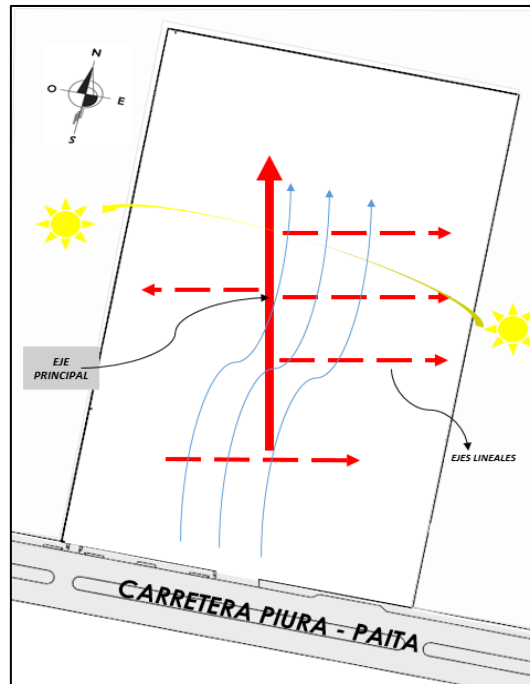 N
O
E
S
EJE
PRINCIPAL
EJES LINEALES
CARRETERA PIURA - PAITA